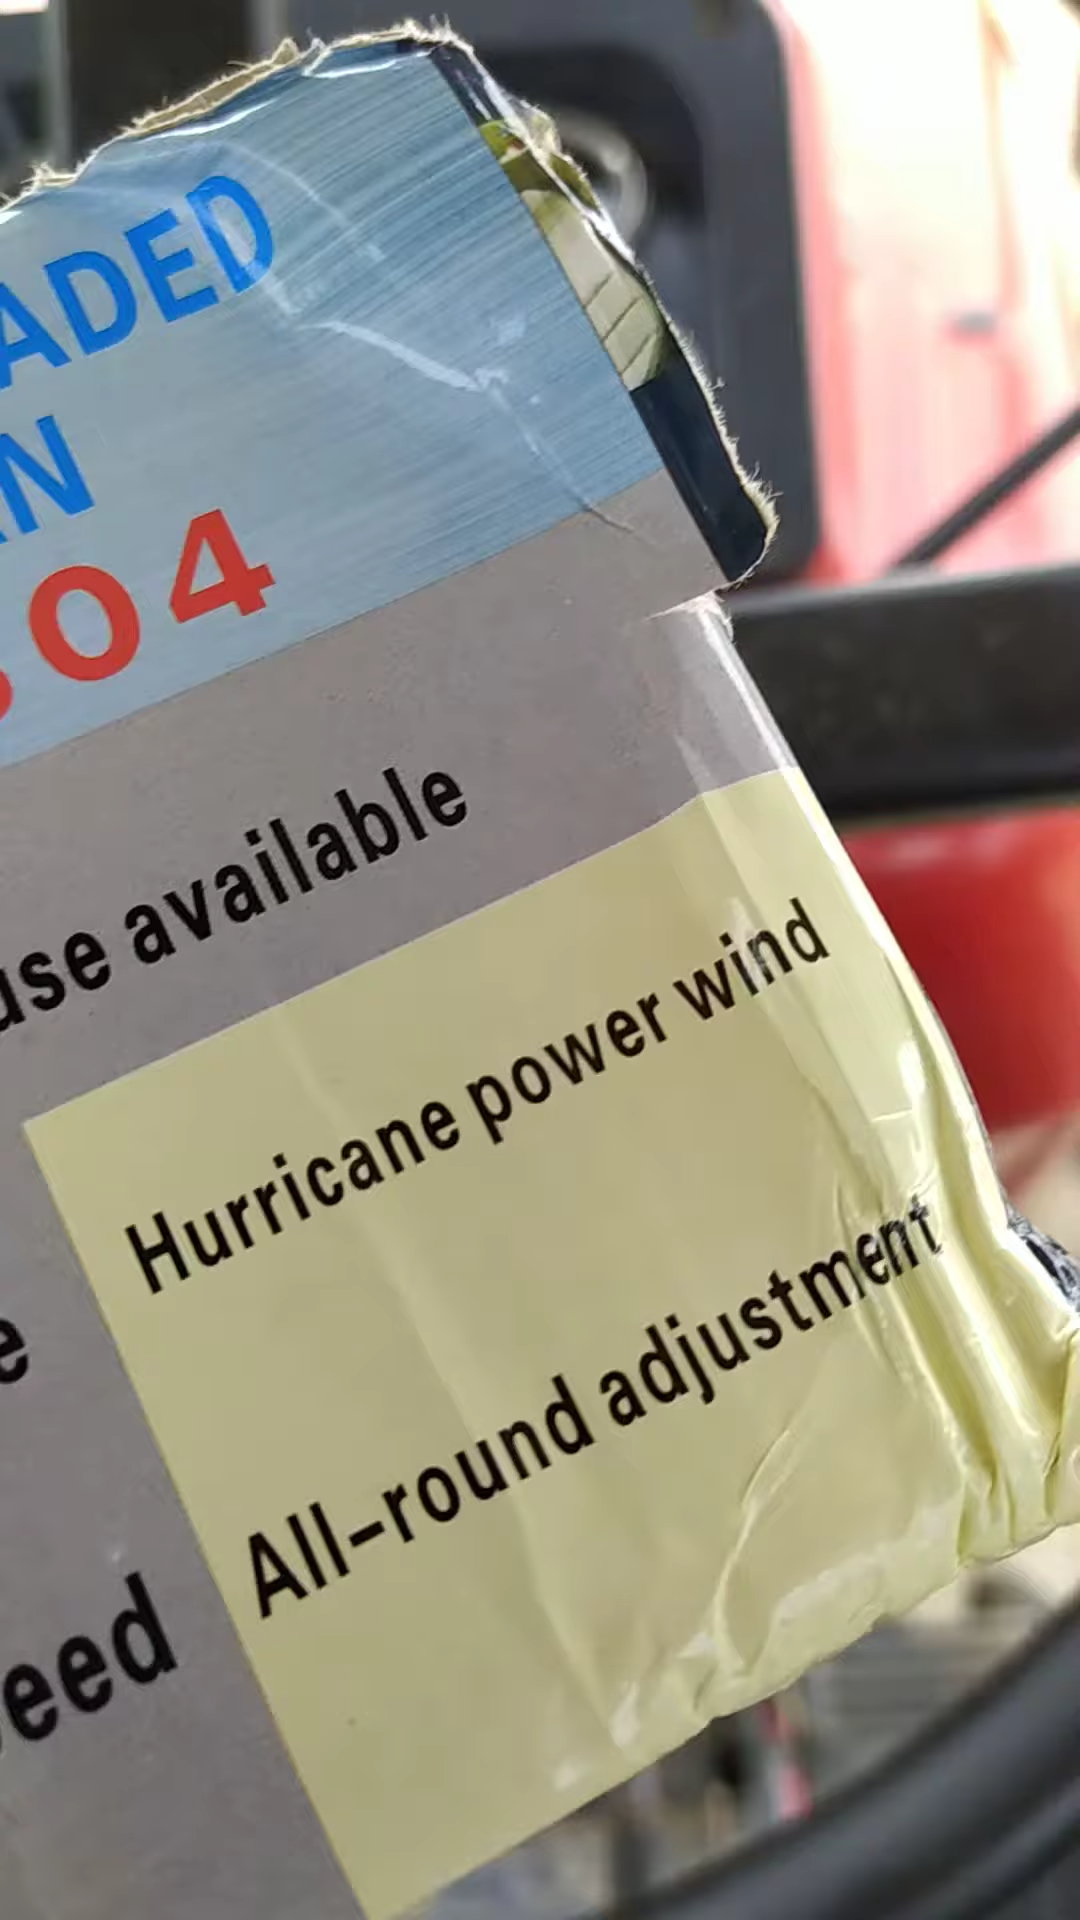 ADED
N
04
use available
Hurricane power wind
e
All-round adjustment
eed